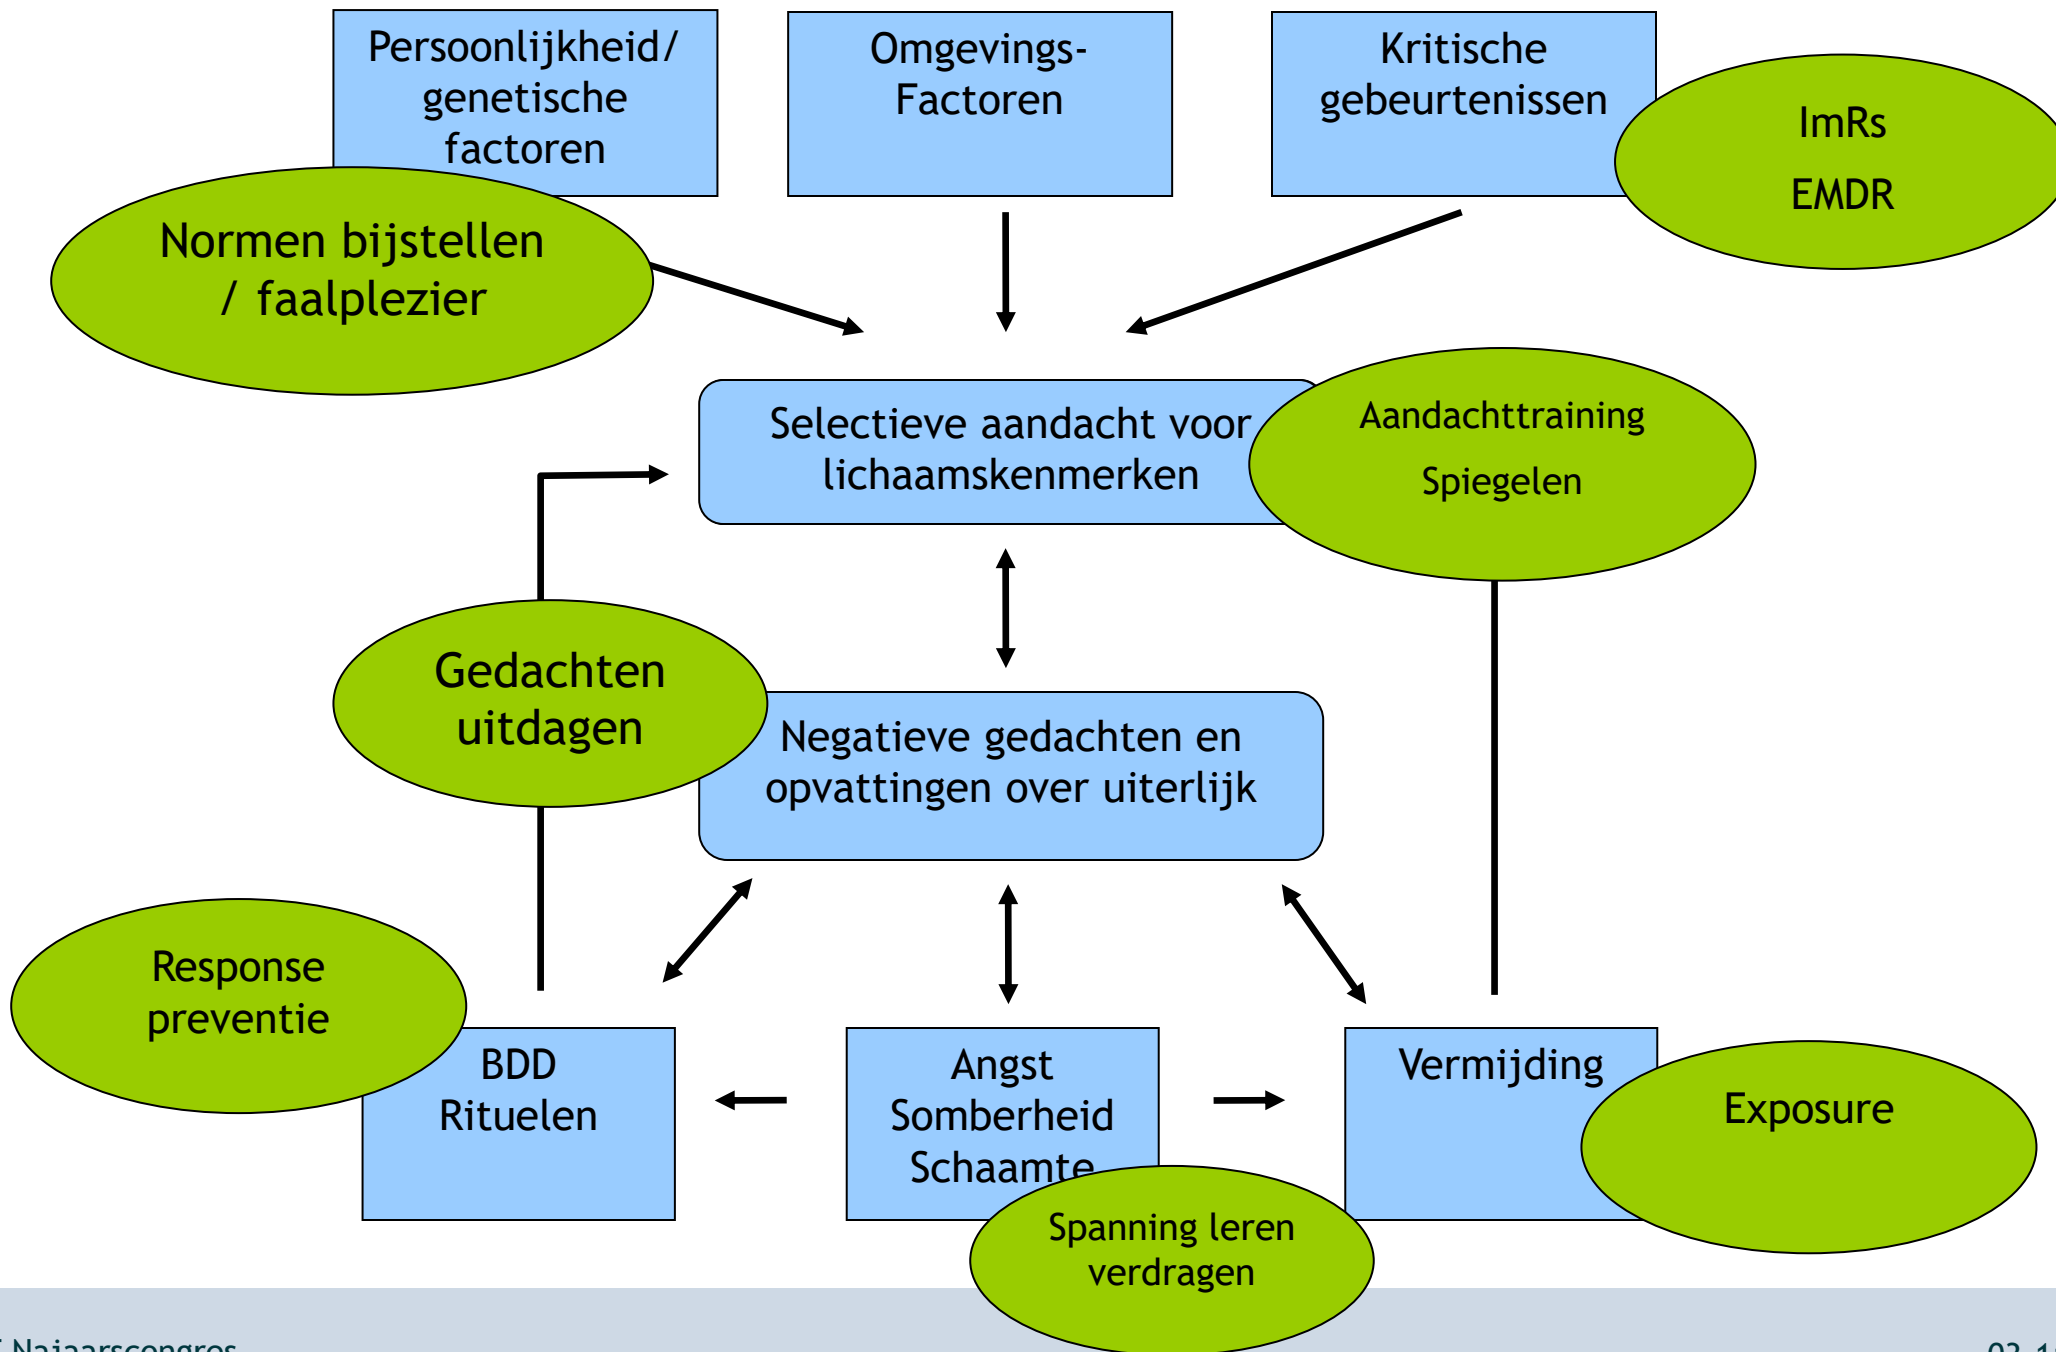 Persoonlijkheid/
genetische
factoren
Omgevings-
Factoren
Kritische
gebeurtenissen
ImRs
EMDR
Normen bijstellen
/ faalplezier
Selectieve aandacht voor
lichaamskenmerken
Aandachttraining
Spiegelen
Gedachten
uitdagen
Negatieve gedachten en
opvattingen over uiterlijk
Response
preventie
BDD
Rituelen
Angst
Somberheid
Schaamte
Vermijding
Exposure
Spanning leren
verdragen
Najaarscongres